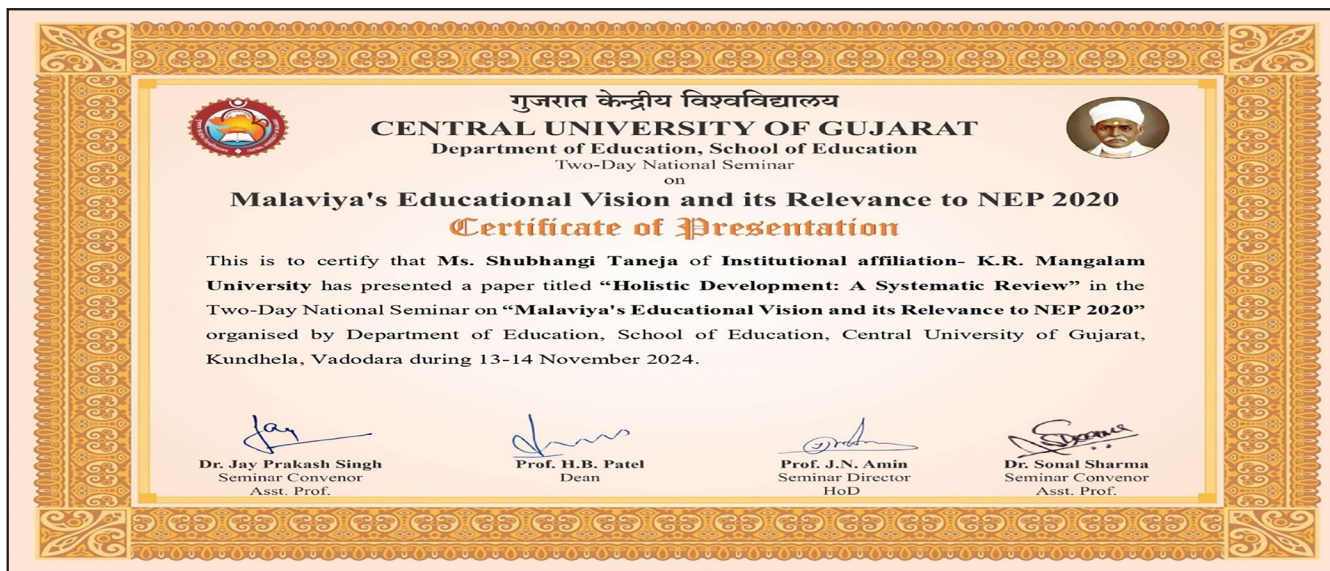 गुजरात केन्द्रीय विश्वविद्यालय
CENTRAL UNIVERSITY OF GUJARAT
Department of Education, School of Education
Two-Day National Seminar
on
Malaviya's Educational Vision and its Relevance to NEP 2020
Certificate of Presentation
This is to certify that Ms. Shubhangi Taneja of Institutional affiliation- K.R. Mangalam
University has presented a paper titled “Holistic Development: A Systematic Review” in the
Two-Day National Seminar on “Malaviya's Educational Vision and its Relevance to NEP 2020”
organised by Department of Education, School of Education, Central University of Gujarat,
Kundhela, Vadodara during 13-14 November 2024.
Jay
Dr. Jay Prakash Singh
Seminar Convenor
Asst. Prof.
Prof. H.B. Patel
Dean
Prof. J.N. Amin
Seminar Director
HoD
Dr. Sonal Sharma
Seminar Convenor
Asst. Prof.